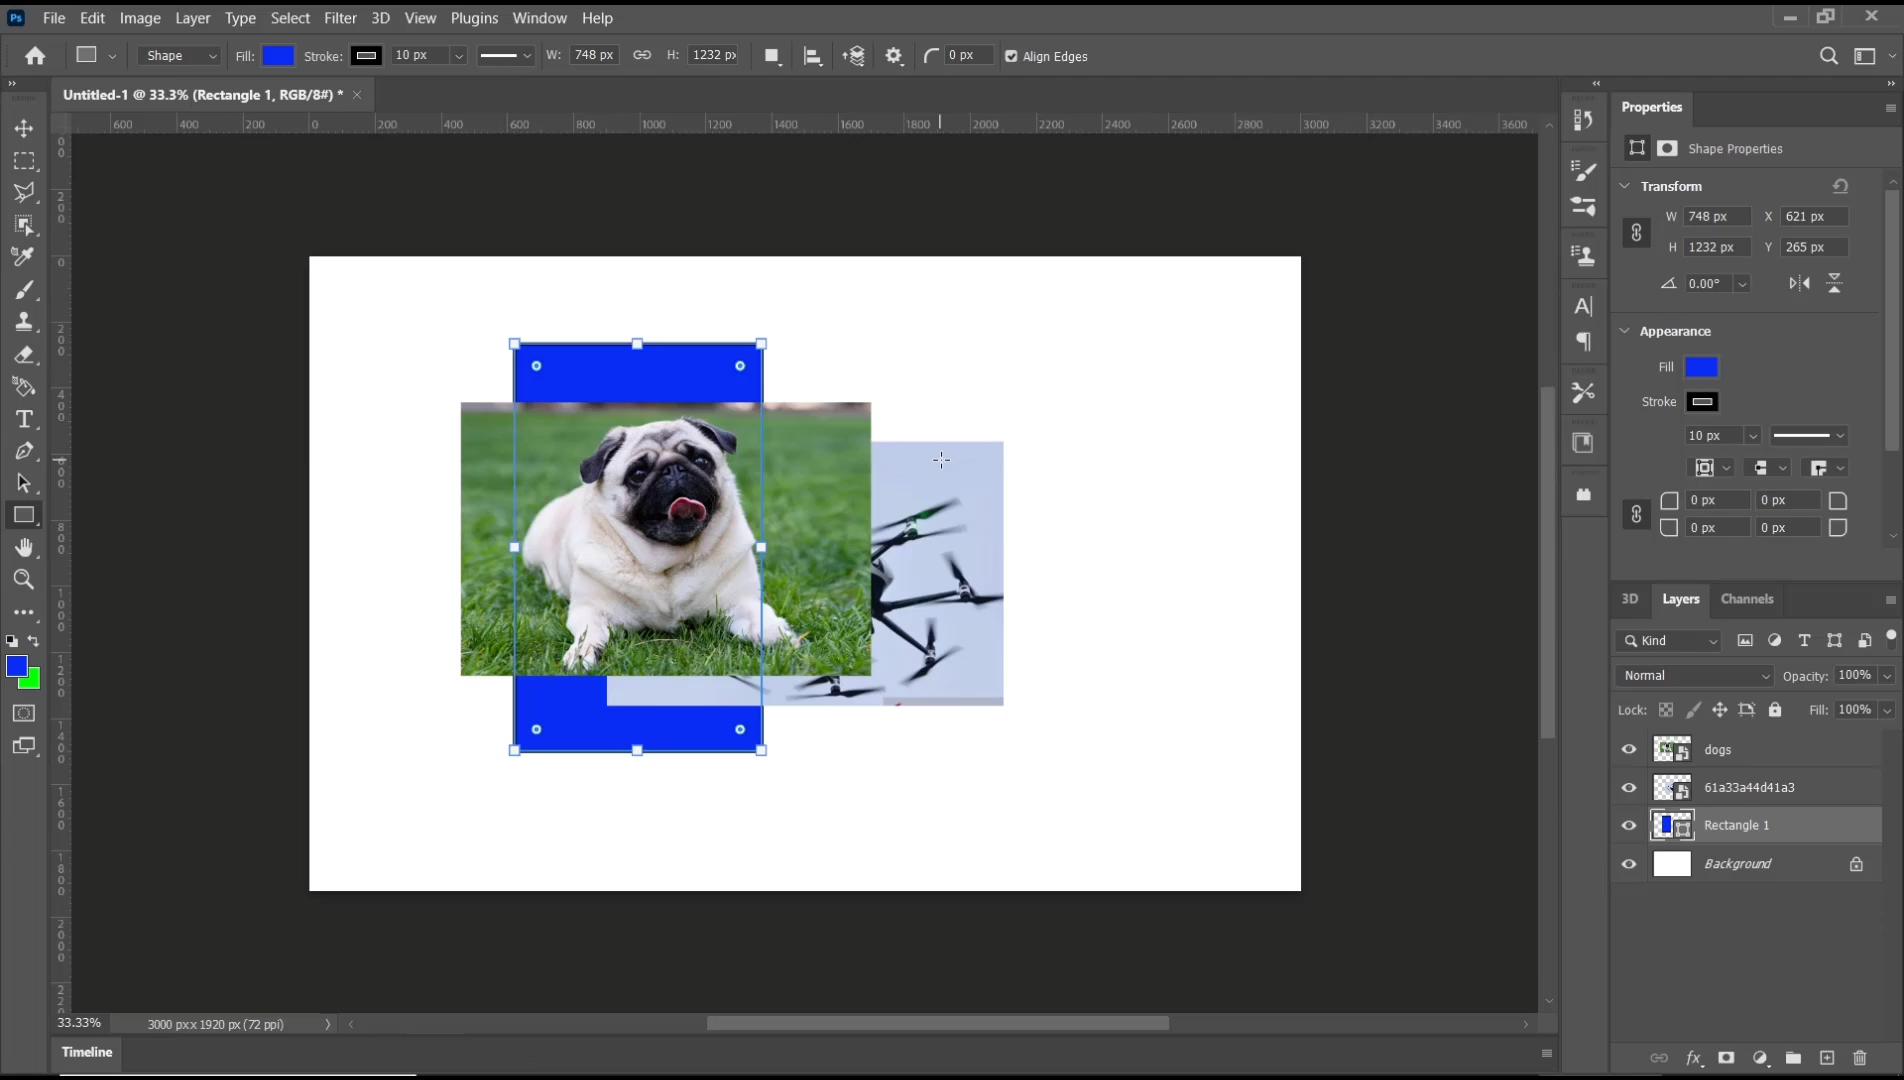 Ps File Edit Image Layer Type Select Filter 3D View Plugins Window Help
Shape Fill: Stroke: 10 px W: 748 px H: 1232 px 0 px Align Edges
Untitled-1 @ 33.3% (Rectangle 1, RGB/8#) *
600 400 200 0 200 400 600 800 1000 1200 1400 1600 1800 2000 2200 2400 2600 2800 3000 3200 3400 3600
Properties
Shape Properties
Transform
W 748 px X 621 px
H 1232 px Y 265 px
0.00°
Appearance
Fill
Stroke
10 px
0 px 0 px
0 px 0 px
3D Layers Channels
Kind
Normal Opacity: 100%
Lock: Fill: 100%
dogs
61a33a44d41a3
Rectangle 1
Background
33.33% 3000 px x 1920 px (72 ppi)
Timeline